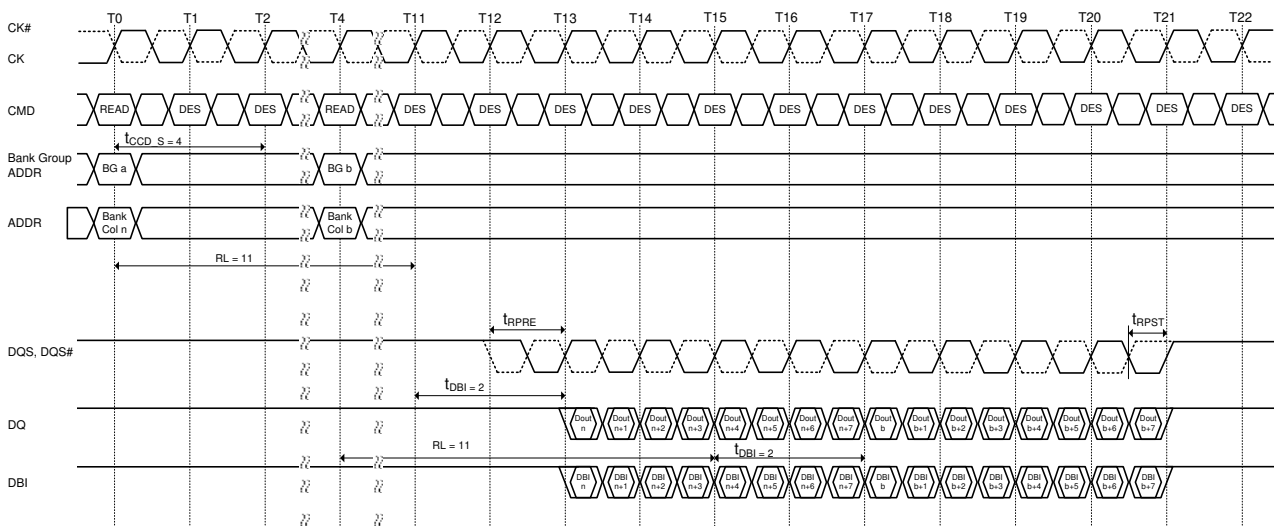 T0 T1 T2 T4 T11 T12 T13 T14 T15 T16 T17 T18 T19 T20 T21 T22
CK#
CK
CMD READ DES DES READ DES DES DES DES DES DES DES DES DES DES DES DES
tCCD_S = 4
Bank Group
ADDR
BG a BG b
ADDR
Bank
Col n
Bank
Col b
RL = 11
tRPRE tRPST
DQS, DQS#
tDBI = 2
DQ
Dout Dout Dout Dout Dout Dout Dout Dout Dout Dout Dout Dout Dout Dout Dout Dout
n n+1 n+2 n+3 n+4 n+5 n+6 n+7 b b+1 b+2 b+3 b+4 b+5 b+6 b+7
RL = 11 tDBI = 2
DBI
DBI DBI DBI DBI DBI DBI DBI DBI DBI DBI DBI DBI DBI DBI DBI DBI
n n+1 n+2 n+3 n+4 n+5 n+6 n+7 b b+1 b+2 b+3 b+4 b+5 b+6 b+7